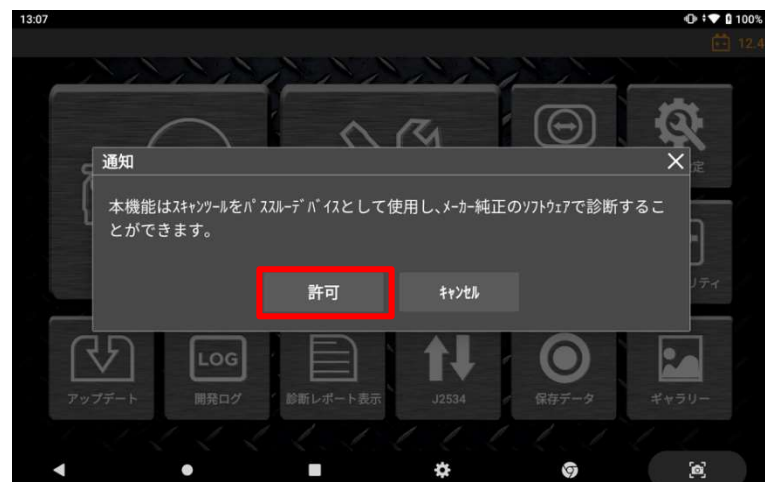 13:07
100%
12.4
通知
定
本機能はｽｷｬﾝﾂｰﾙをﾊﾟｽｽﾙｰﾃﾞﾊﾞｲｽとして使用し､ﾒｰｶｰ純正のｿﾌﾄｳｪｱで診断するこ
とができます。
許可
ｷｬﾝｾﾙ
リティ
LOG
アップデート
開発ログ
診断レポート表示
J2534
保存データ
ギャラリー